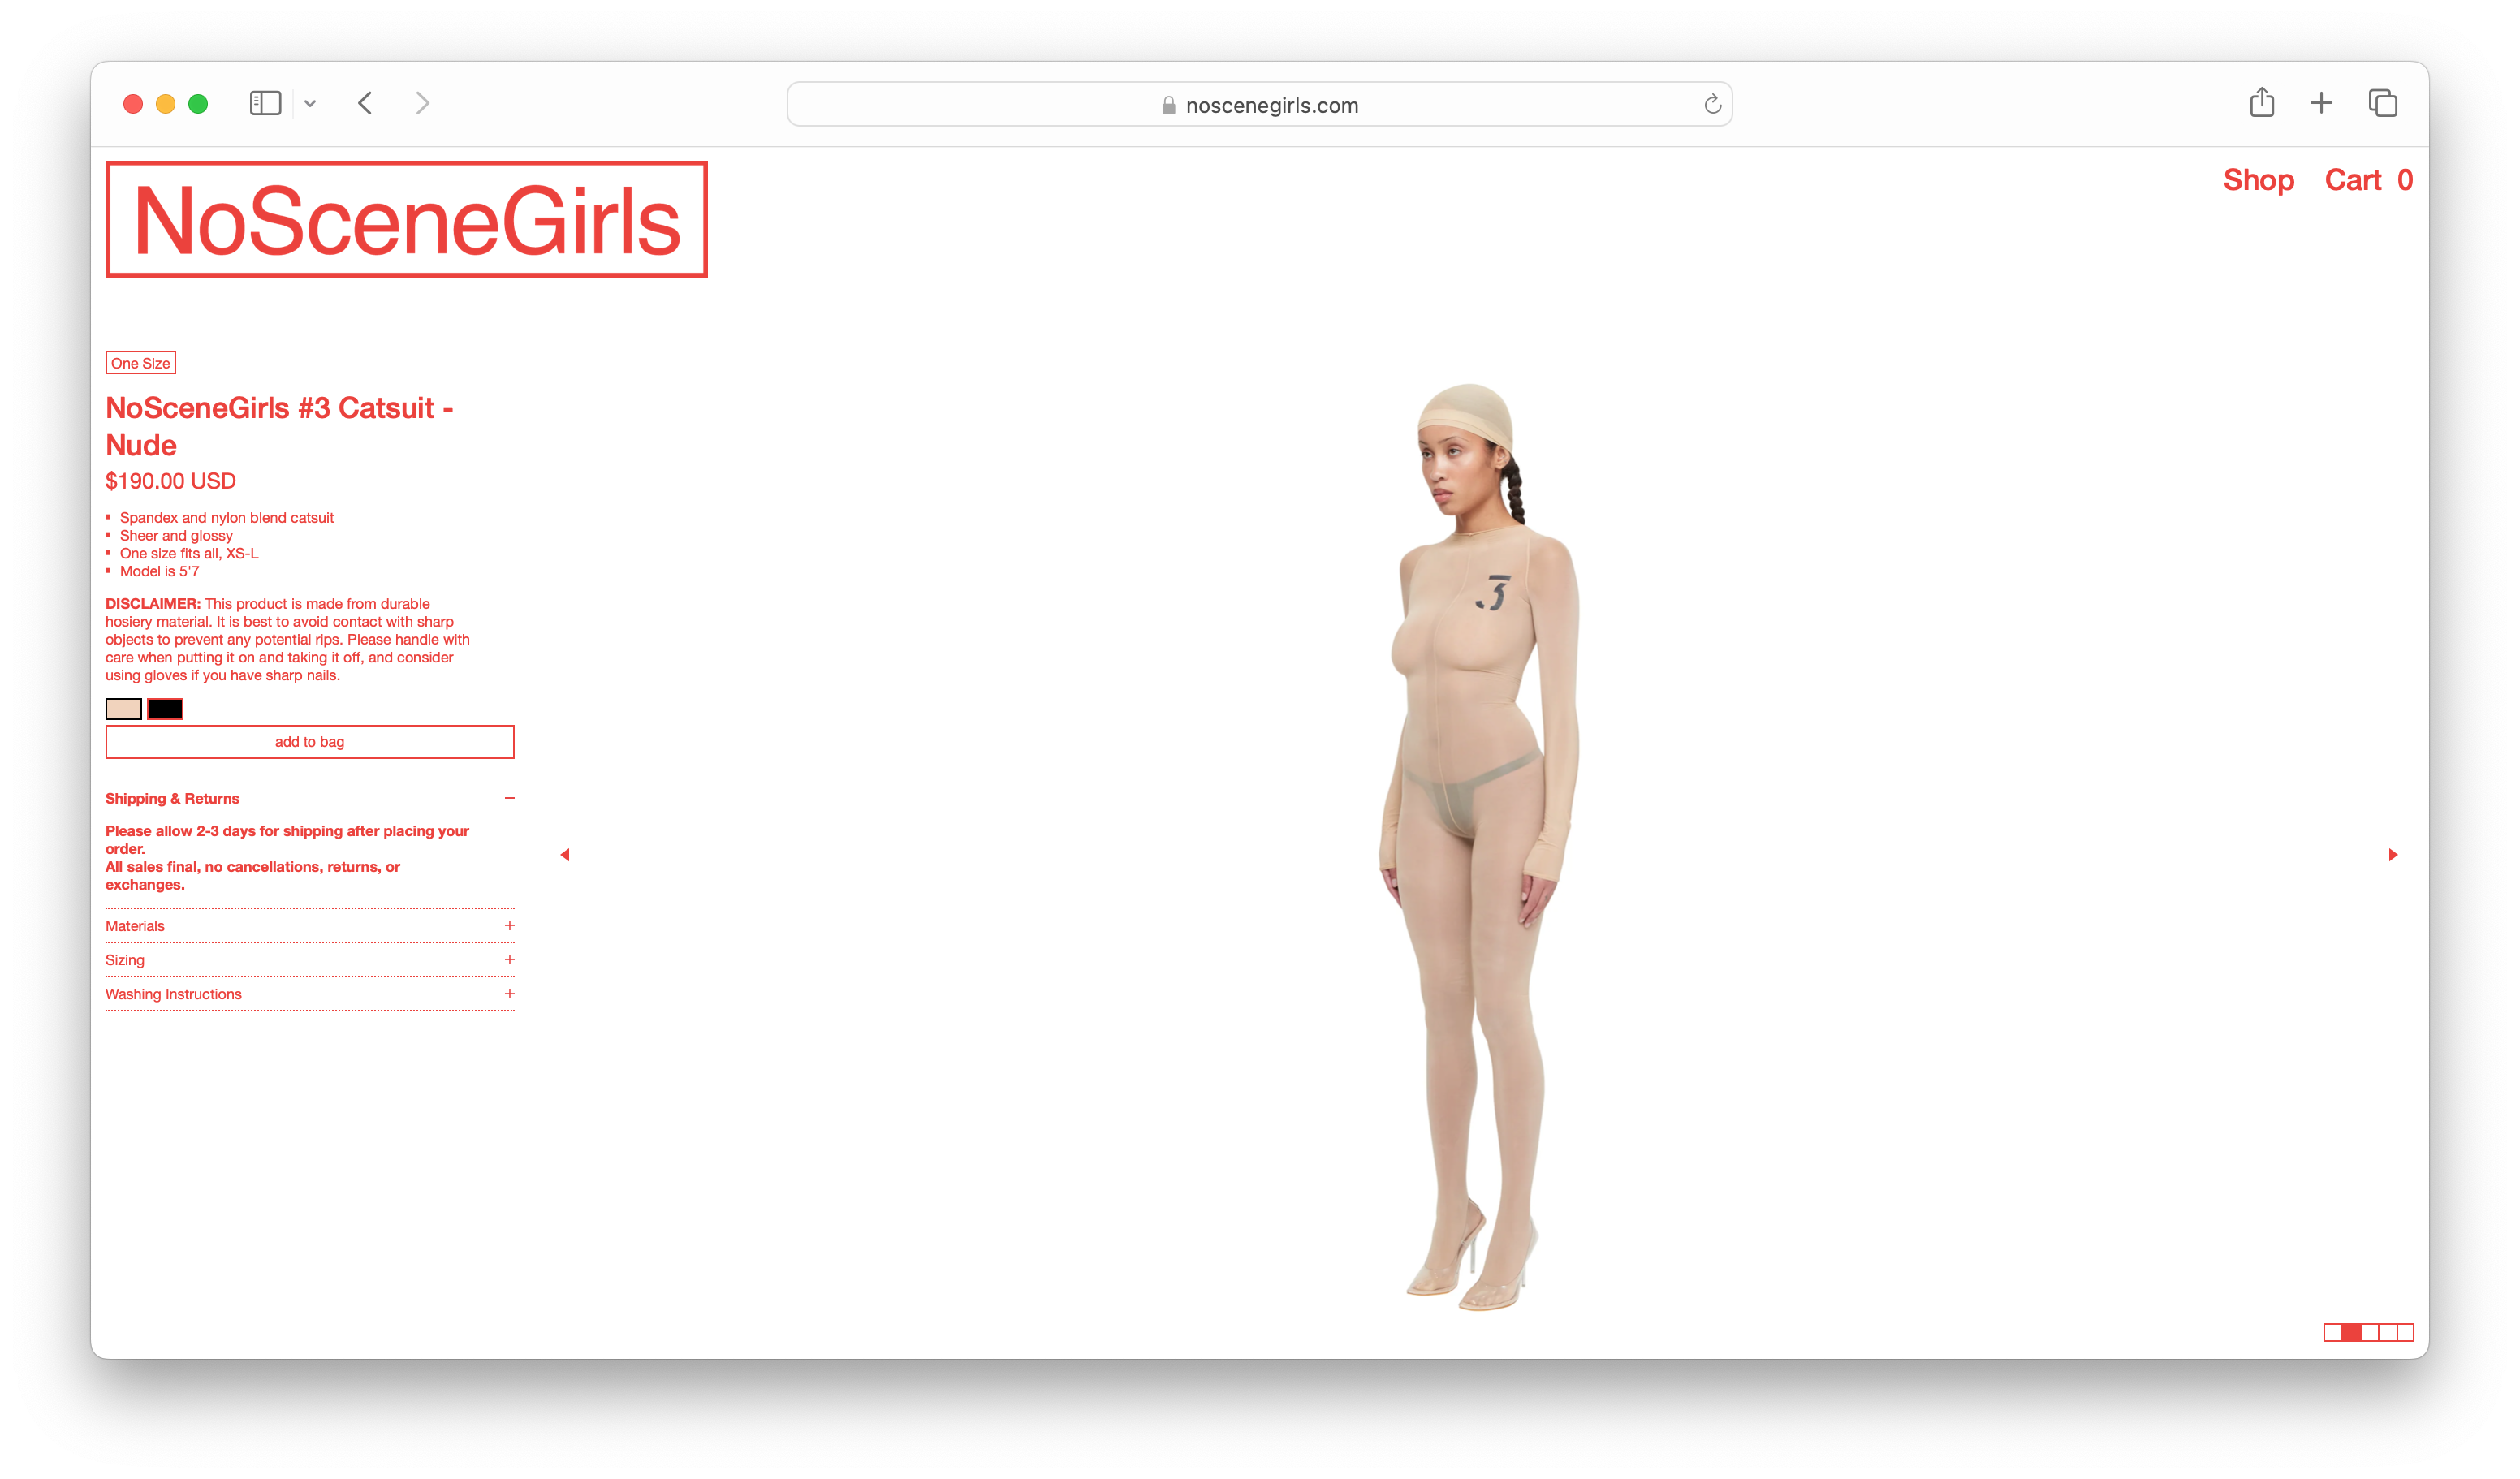 noscenegirls.com
NoSceneGirls
Shop Cart 0
One Size
NoSceneGirls #3 Catsuit -
Nude
$190.00 USD
Spandex and nylon blend catsuit
Sheer and glossy
One size fits all, XS-L
Model is 5'7
DISCLAIMER: This product is made from durable
hosiery material. It is best to avoid contact with sharp
objects to prevent any potential rips. Please handle with
care when putting it on and taking it off, and consider
using gloves if you have sharp nails.
add to bag
Shipping & Returns
Please allow 2-3 days for shipping after placing your
order.
All sales final, no cancellations, returns, or
exchanges.
Materials
Sizing
Washing Instructions
3